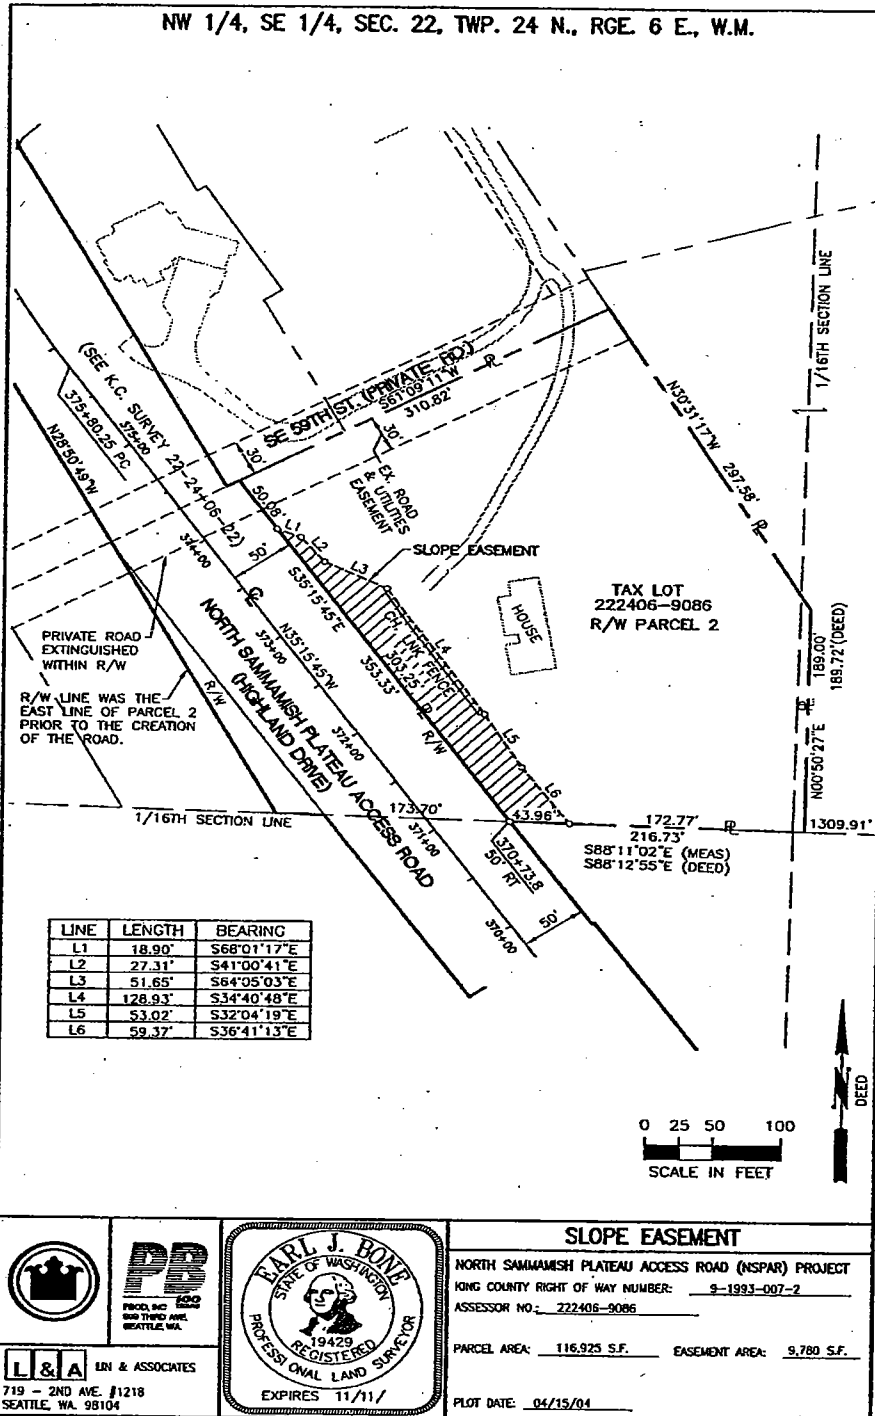 NW 1/4, SE 1/4, SEC. 22, TWP. 24 N., RGE. 6 E., W.M.
1/16TH SECTION LINE
(SEE K.C. SURVEY 22-24-06-22)
375+80.25 PC
375+00
N28°50'49"W
SE 59TH ST. (PRIVATE RD.)
S61°09'11"W
310.82'
30'
30'
EX. ROAD
& UTILITIES
EASEMENT
N30°31'17"W 297.58'
50.08'
L1
L2
L3
SLOPE EASEMENT
374+00
50'
S35°15'45"E
353.33'
CH. LNK FENCE
303.25
L4
L5
L6
HOUSE
TAX LOT
222406-9086
R/W PARCEL 2
189.00'
189.72'(DEED)
N00°50'27"E
PRIVATE ROAD
EXTINGUISHED
WITHIN R/W
R/W LINE WAS THE
EAST LINE OF PARCEL 2
PRIOR TO THE CREATION
OF THE ROAD.
R/W
R/W
373+00
N35°15'45"W
NORTH SAMMAMISH PLATEAU ACCESS ROAD
(HIGHLAND DRIVE)
372+00
1/16TH SECTION LINE
173.70'
43.96'
172.77'
216.73'
1309.91'
S88°11'02"E (MEAS)
S88°12'55"E (DEED)
371+00
370+73.8
50' RT
370+00
50'
LINE LENGTH BEARING
L1 18.90' S68°01'17"E
L2 27.31' S41°00'41"E
L3 51.65' S64°05'03"E
L4 128.93' S34°40'48"E
L5 53.02' S32°04'19"E
L6 59.37' S36°41'13"E
N
DEED
0 25 50 100
SCALE IN FEET
PB
100
SEATTLE, WA.
L & A LIN & ASSOCIATES
719 - 2ND AVE. #1218
SEATTLE, WA. 98104
EARL J. BONE
STATE OF WASHINGTON
19429
REGISTERED
PROFESSIONAL LAND SURVEYOR
EXPIRES 11/11/
SLOPE EASEMENT
NORTH SAMMAMISH PLATEAU ACCESS ROAD (NSPAR) PROJECT
KING COUNTY RIGHT OF WAY NUMBER: 9-1993-007-2
ASSESSOR NO.: 222406-9086
PARCEL AREA: 116,925 S.F. EASEMENT AREA: 9,780 S.F.
PLOT DATE: 04/15/04